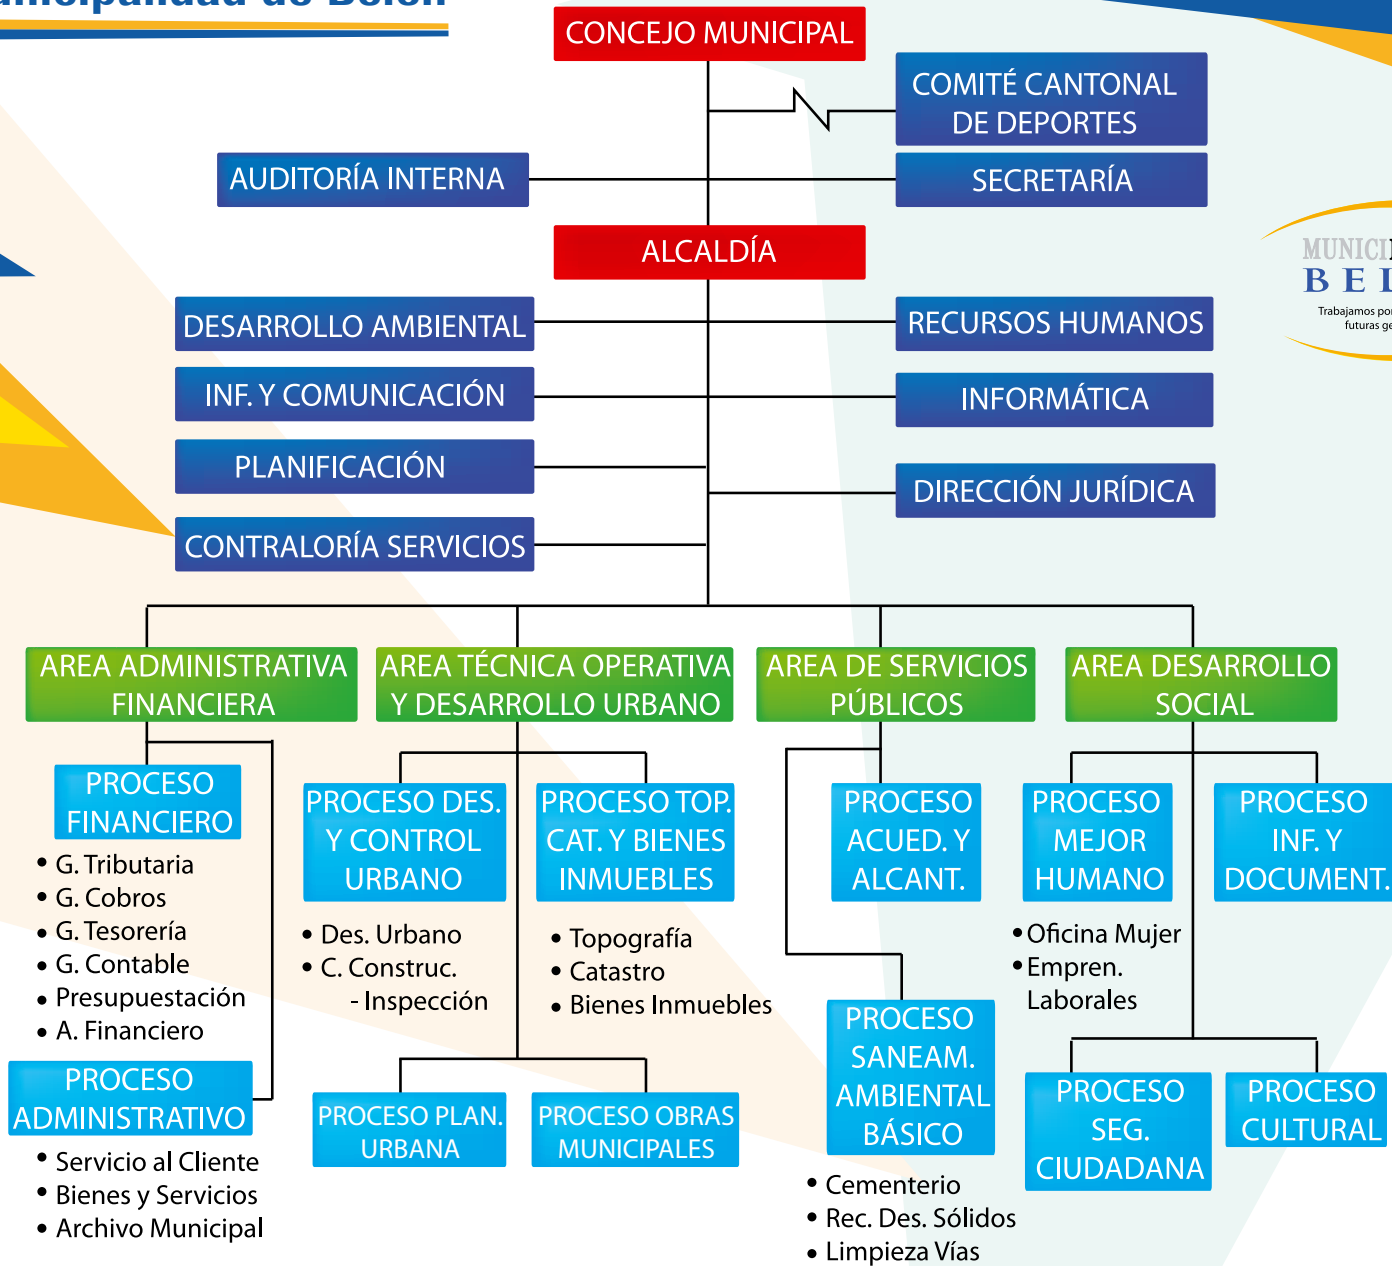 CONCEJO MUNICIPAL
COMITÉ CANTONAL
DE DEPORTES
AUDITORÍA INTERNA
SECRETARÍA
ALCALDÍA
DESARROLLO AMBIENTAL
RECURSOS HUMANOS
INF. Y COMUNICACIÓN
INFORMÁTICA
PLANIFICACIÓN
DIRECCIÓN JURÍDICA
CONTRALORÍA SERVICIOS
Trabajamos por
AREA ADMINISTRATIVA
FINANCIERA
PROCESO
FINANCIERO
• G. Tributaria
• G. Cobros
• G. Tesorería
• G. Contable
• Presupuestación
• A. Financiero
PROCESO
ADMINISTRATIVO
• Servicio al Cliente
• Bienes y Servicios
• Archivo Municipal
AREA TÉCNICA OPERATIVA
Y DESARROLLO URBANO
PROCESO DES.
Y CONTROL
URBANO
• Des. Urbano
• C. Construc.
- Inspección
PROCESO TOP.
CAT. Y BIENES
INMUEBLES
• Topografía
• Catastro
• Bienes Inmuebles
PROCESO PLAN.
URBANA
PROCESO OBRAS
MUNICIPALES
AREA DE SERVICIOS
PÚBLICOS
PROCESO
ACUED. Y
ALCANT.
PROCESO
SANEAM.
AMBIENTAL
BÁSICO
• Cementerio
• Rec. Des. Sólidos
• Limpieza Vías
AREA DESARROLLO
SOCIAL
PROCESO
MEJOR
HUMANO
• Oficina Mujer
• Empren.
Laborales
PROCESO
INF. Y
DOCUMENT.
PROCESO
SEG.
CIUDADANA
PROCESO
CULTURAL